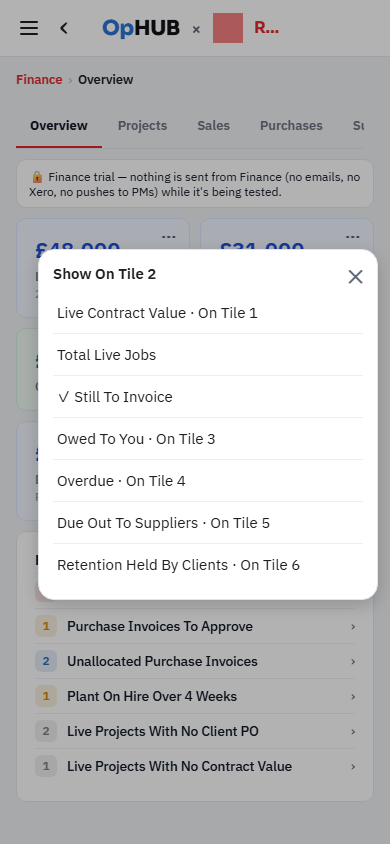 OpHUB × R...
Finance › Overview
Overview Projects Sales Purchases
🔒 Finance trial — nothing is sent from Finance (no emails, no
Xero, no pushes to PMs) while it's being tested.
Show On Tile 2
Live Contract Value · On Tile 1
Total Live Jobs
✓ Still To Invoice
Owed To You · On Tile 3
Overdue · On Tile 4
Due Out To Suppliers · On Tile 5
Retention Held By Clients · On Tile 6
1 Purchase Invoices To Approve ›
2 Unallocated Purchase Invoices ›
1 Plant On Hire Over 4 Weeks ›
2 Live Projects With No Client PO ›
1 Live Projects With No Contract Value ›